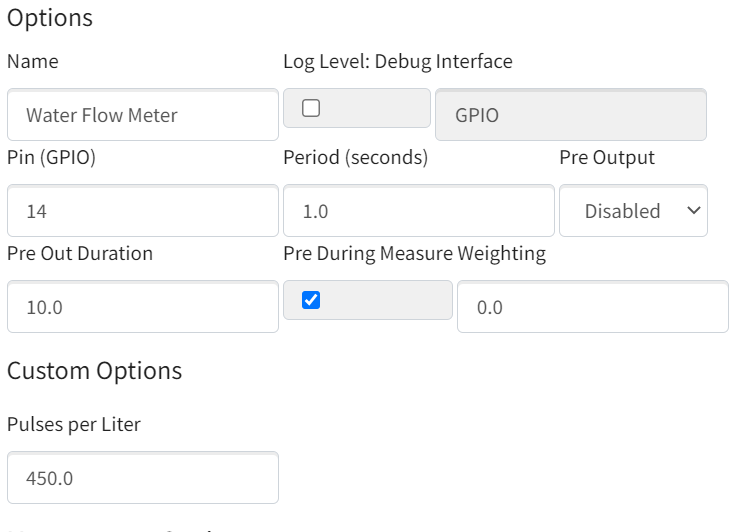 Options
Name Log Level: Debug Interface
Water Flow Meter GPIO
Pin (GPIO) Period (seconds) Pre Output
14 1.0 Disabled
Pre Out Duration Pre During Measure Weighting
10.0 0.0
Custom Options
Pulses per Liter
450.0